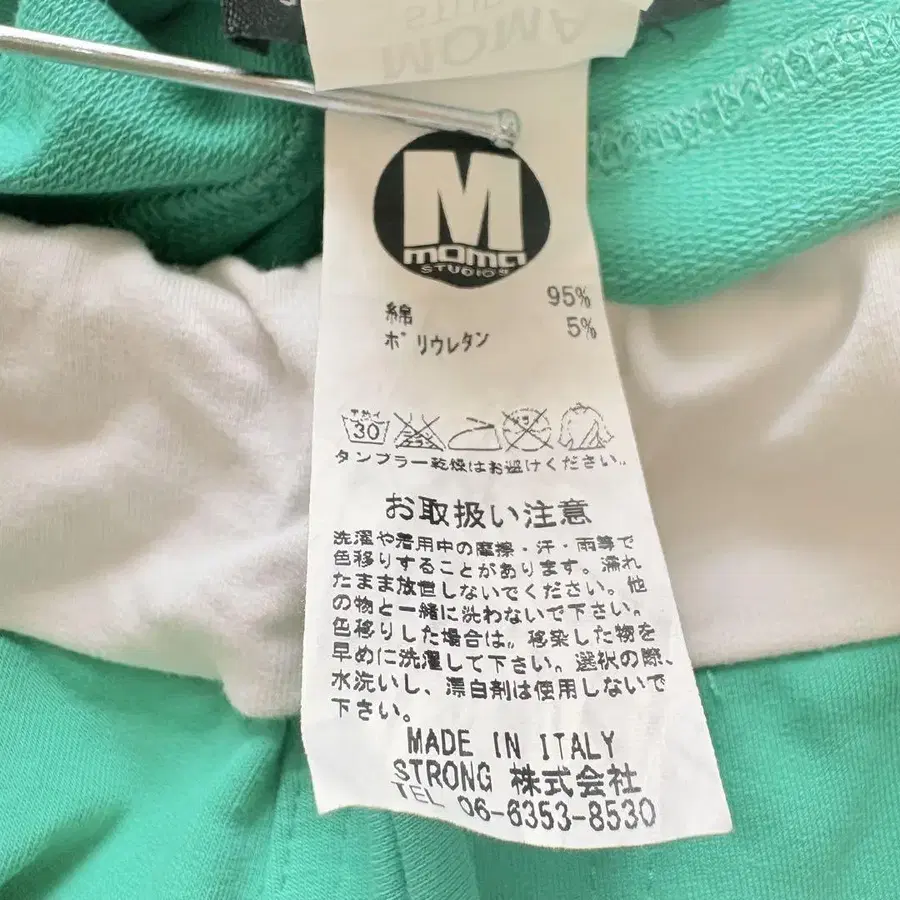 MOMA
M
moma
STUDIO'S
綿 95%
ポリウレタン 5%
30
タンブラー乾燥はお避けください。
お取扱い注意
洗濯や着用中の摩擦・汗・雨等で
色移りすることがあります。濡れ
たまま放置しないでください。他
の物と一緒に洗わないで下さい。
色移りした場合は、移染した物を
早めに洗濯して下さい。選択の際、
水洗いし、漂白剤は使用しないで
下さい。
MADE IN ITALY
STRONG 株式会社
TEL 06-6353-8530